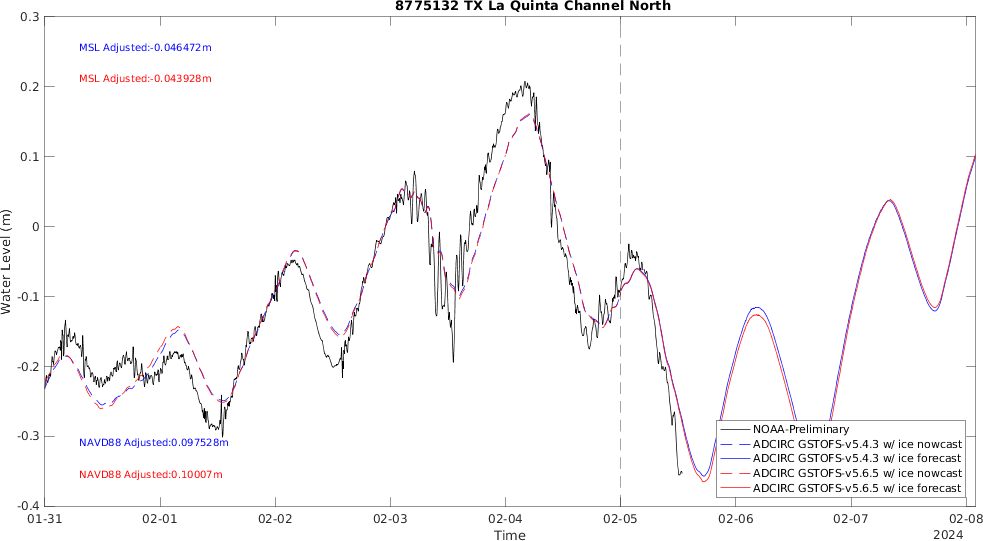 8775132 TX La Quinta Channel North
0.3
0.2
0.1
0
-0.1
-0.2
-0.3
-0.4
Water Level (m)
MSL Adjusted:-0.046472m
MSL Adjusted:-0.043928m
NAVD88 Adjusted:0.097528m
NAVD88 Adjusted:0.10007m
NOAA-Preliminary
ADCIRC GSTOFS-v5.4.3 w/ ice nowcast
ADCIRC GSTOFS-v5.4.3 w/ ice forecast
ADCIRC GSTOFS-v5.6.5 w/ ice nowcast
ADCIRC GSTOFS-v5.6.5 w/ ice forecast
01-31 02-01 02-02 02-03 02-04 02-05 02-06 02-07 02-08
Time
2024